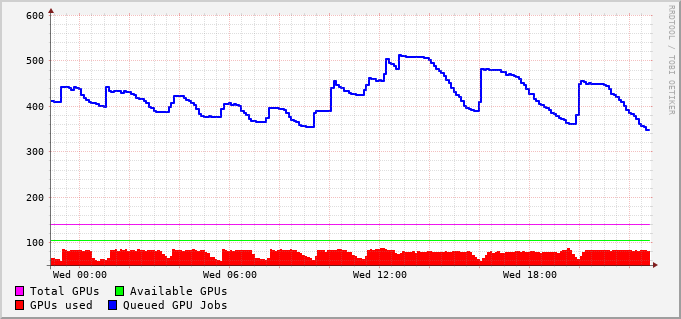 600
500
400
300
200
100
Wed 00:00 Wed 06:00 Wed 12:00 Wed 18:00
Total GPUs Available GPUs
GPUs used Queued GPU Jobs
RRDTOOL / TOBI OETIKER